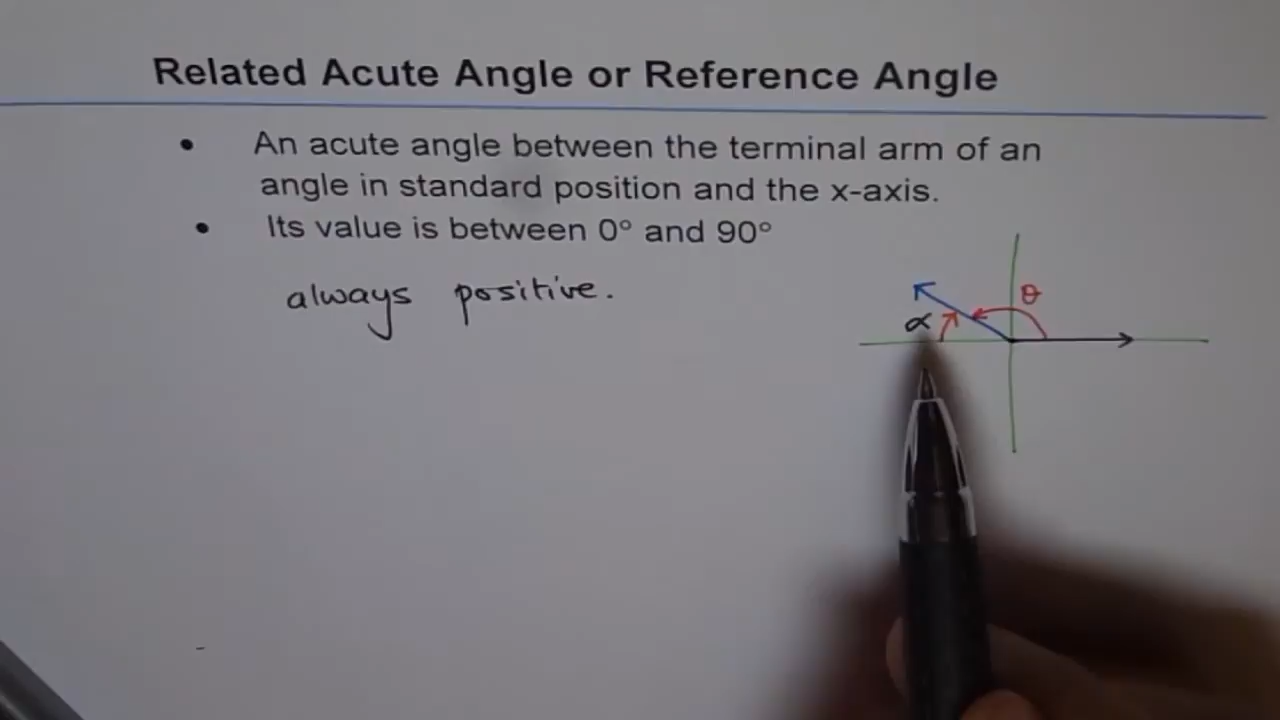 Related Acute Angle or Reference Angle
• An acute angle between the terminal arm of an
angle in standard position and the x-axis.
• Its value is between 0° and 90°
always positive.
θ
α